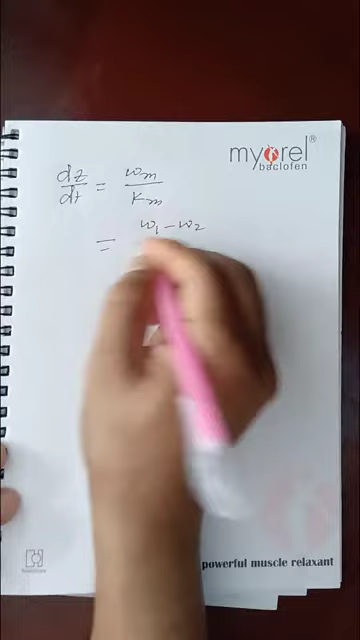 myorel®
baclofen
dz/dt = wm/Km
= w1 - w2
powerful muscle relaxant